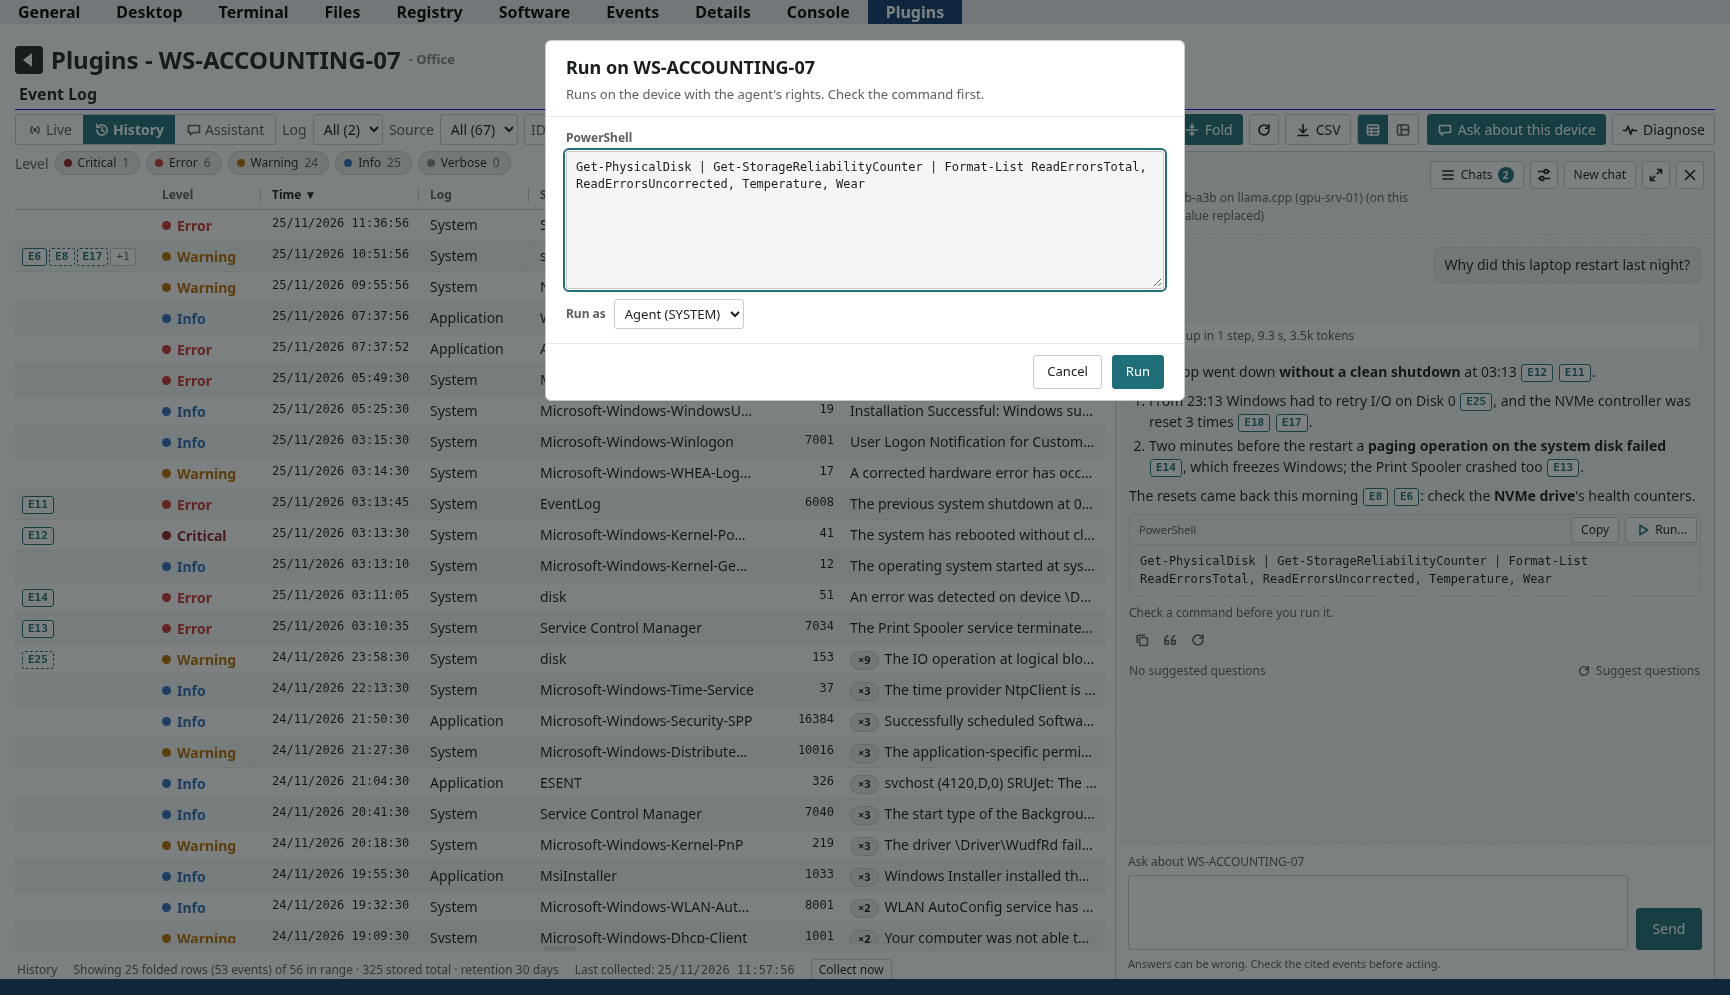 General Desktop Terminal Files Registry Software Events Details Console Plugins
Plugins - WS-ACCOUNTING-07 - Office
Event Log
Live History Assistant Log All (2) Source All (67) ID Fold CSV Ask about this device Diagnose
Level Critical 1 Error 6 Warning 24 Info 25 Verbose 0
Level Time ▼ Log S
Error 25/11/2026 11:36:56 System S
E6 E8 E17 +1 Warning 25/11/2026 10:51:56 System s
Warning 25/11/2026 09:55:56 System N
Info 25/11/2026 07:37:56 Application W
Error 25/11/2026 07:37:52 Application A
Error 25/11/2026 05:49:30 System M
Info 25/11/2026 05:25:30 System Microsoft-Windows-WindowsU... 19 Installation Successful: Windows su...
Info 25/11/2026 03:15:30 System Microsoft-Windows-Winlogon 7001 User Logon Notification for Custom...
Warning 25/11/2026 03:14:30 System Microsoft-Windows-WHEA-Log... 17 A corrected hardware error has occ...
E11 Error 25/11/2026 03:13:45 System EventLog 6008 The previous system shutdown at 0...
E12 Critical 25/11/2026 03:13:30 System Microsoft-Windows-Kernel-Po... 41 The system has rebooted without cl...
Info 25/11/2026 03:13:10 System Microsoft-Windows-Kernel-Ge... 12 The operating system started at sys...
E14 Error 25/11/2026 03:11:05 System disk 51 An error was detected on device \D...
E13 Error 25/11/2026 03:10:35 System Service Control Manager 7034 The Print Spooler service terminate...
E25 Warning 24/11/2026 23:58:30 System disk 153 ×9 The IO operation at logical blo...
Info 24/11/2026 22:13:30 System Microsoft-Windows-Time-Service 37 ×3 The time provider NtpClient is ...
Info 24/11/2026 21:50:30 Application Microsoft-Windows-Security-SPP 16384 ×3 Successfully scheduled Softwa...
Warning 24/11/2026 21:27:30 System Microsoft-Windows-Distribute... 10016 ×3 The application-specific permi...
Info 24/11/2026 21:04:30 Application ESENT 326 ×3 svchost (4120,D,0) SRUJet: The ...
Info 24/11/2026 20:41:30 System Service Control Manager 7040 ×3 The start type of the Backgrou...
Warning 24/11/2026 20:18:30 System Microsoft-Windows-Kernel-PnP 219 ×3 The driver \Driver\WudfRd fail...
Info 24/11/2026 19:55:30 Application MsiInstaller 1033 ×3 Windows Installer installed th...
Info 24/11/2026 19:32:30 System Microsoft-Windows-WLAN-Aut... 8001 ×2 WLAN AutoConfig service has ...
Warning 24/11/2026 19:09:30 System Microsoft-Windows-Dhcp-Client 1001 ×2 Your computer was not able t...
History Showing 25 folded rows (53 events) of 56 in range · 325 stored total · retention 30 days Last collected: 25/11/2026 11:57:56 Collect now
Run on WS-ACCOUNTING-07
Runs on the device with the agent's rights. Check the command first.
PowerShell
Get-PhysicalDisk | Get-StorageReliabilityCounter | Format-List ReadErrorsTotal,
ReadErrorsUncorrected, Temperature, Wear
Run as Agent (SYSTEM)
Cancel Run
Chats 2 New chat
b-a3b on llama.cpp (gpu-srv-01) (on this
alue replaced)
Why did this laptop restart last night?
up in 1 step, 9.3 s, 3.5k tokens
op went down without a clean shutdown at 03:13 E12 E11.
1. From 23:13 Windows had to retry I/O on Disk 0 E25, and the NVMe controller was
reset 3 times E18 E17.
2. Two minutes before the restart a paging operation on the system disk failed
E14, which freezes Windows; the Print Spooler crashed too E13.
The resets came back this morning E8 E6: check the NVMe drive's health counters.
PowerShell Copy Run...
Get-PhysicalDisk | Get-StorageReliabilityCounter | Format-List
ReadErrorsTotal, ReadErrorsUncorrected, Temperature, Wear
Check a command before you run it.
No suggested questions Suggest questions
Ask about WS-ACCOUNTING-07
Send
Answers can be wrong. Check the cited events before acting.